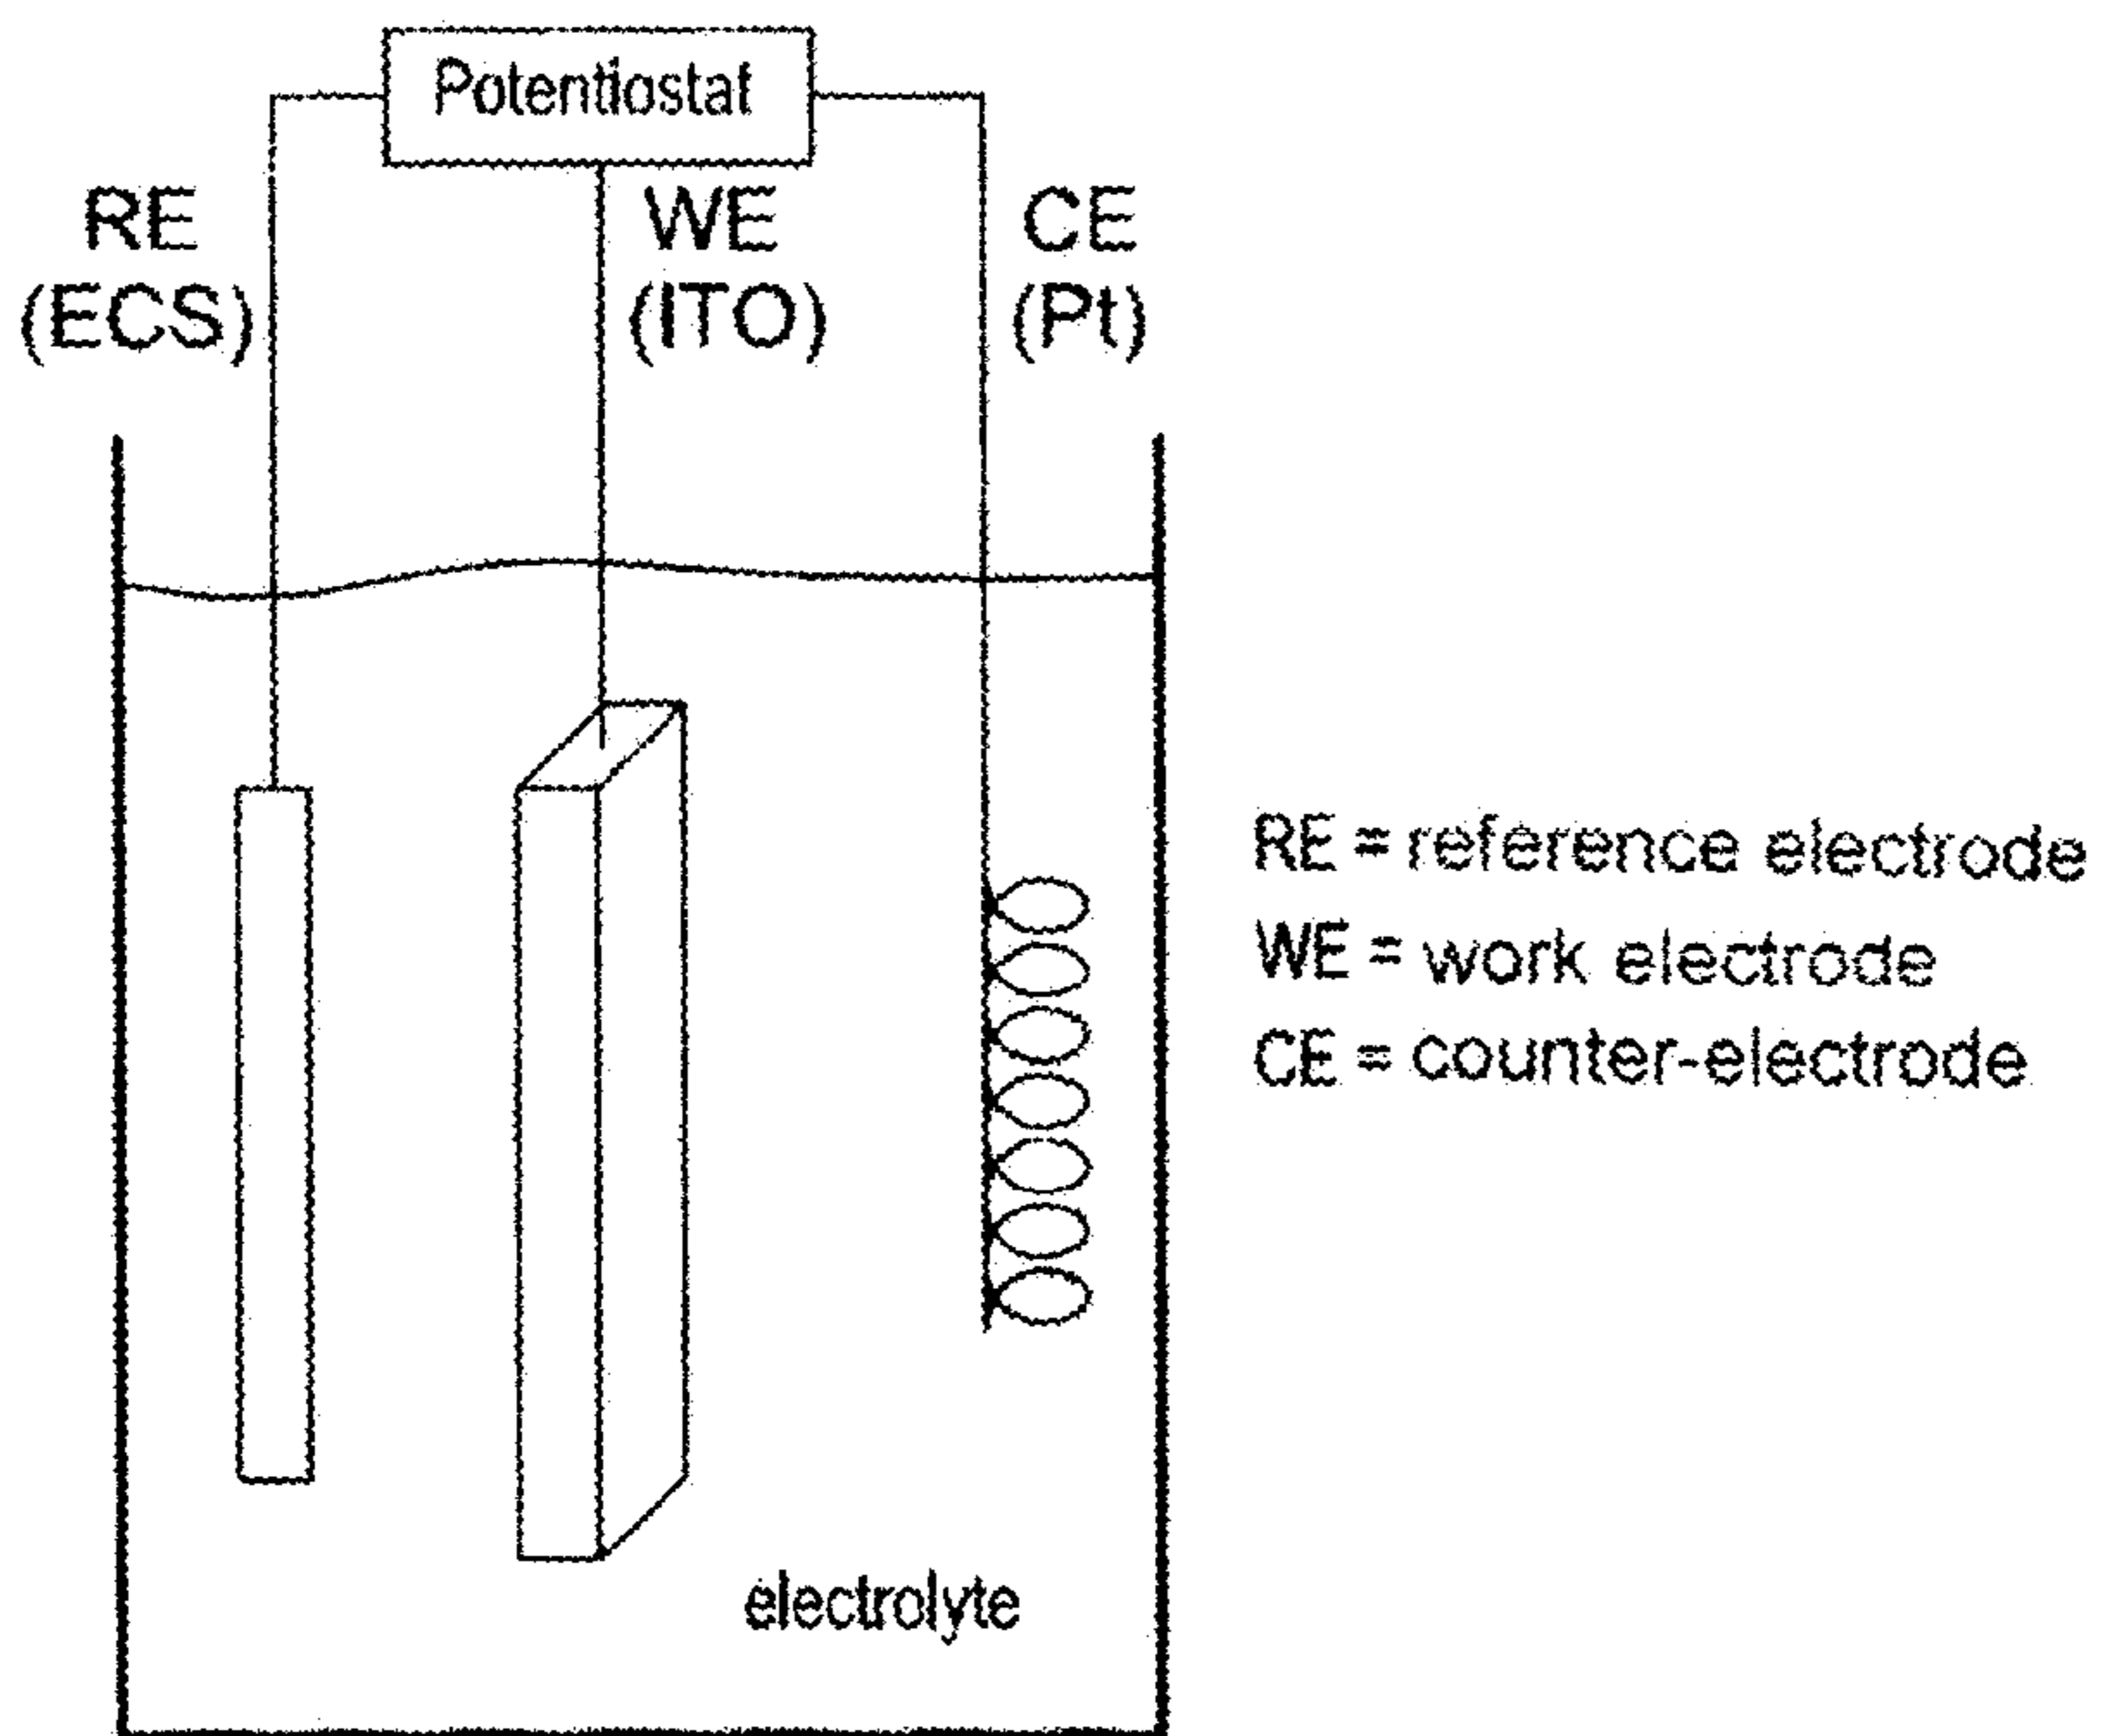 Potentiostat
RE
(ECS)
WE
(ITO)
CE
(Pt)
RE = reference electrode
WE = work electrode
CE = counter-electrode
electrolyte